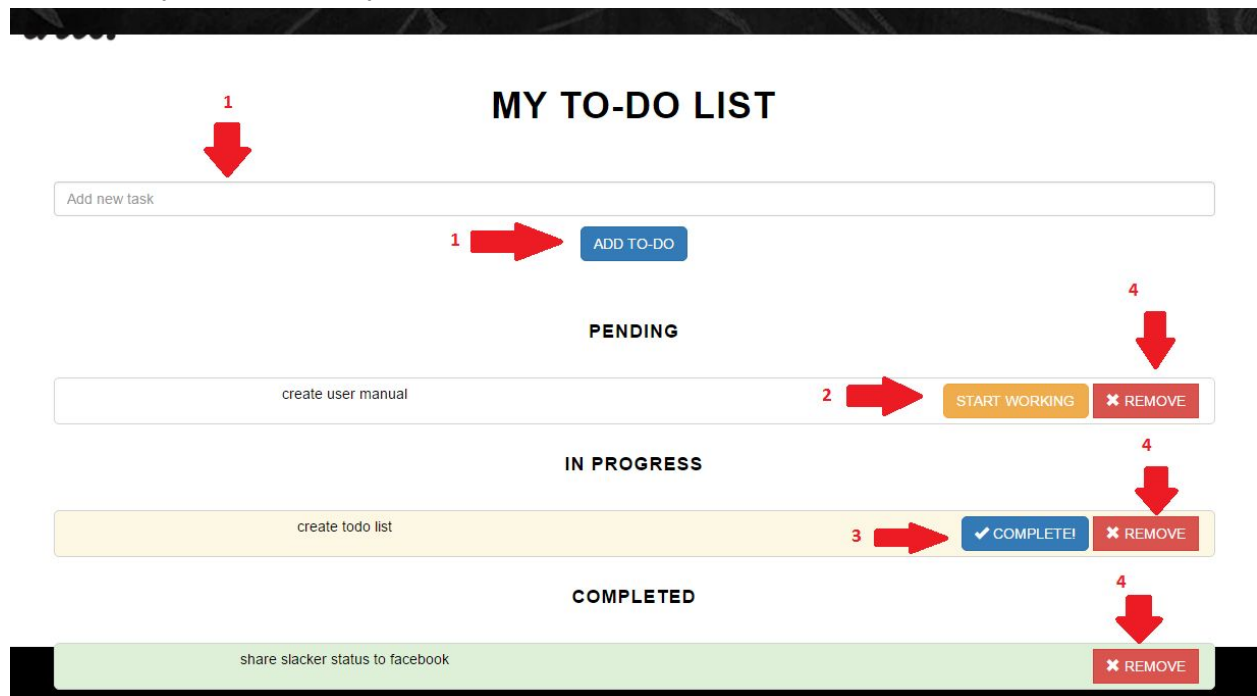 MY TO-DO LIST
1
Add new task
1
ADD TO-DO
4
PENDING
create user manual
2
START WORKING
✖ REMOVE
4
IN PROGRESS
create todo list
3
✔ COMPLETE!
✖ REMOVE
COMPLETED
4
share slacker status to facebook
✖ REMOVE